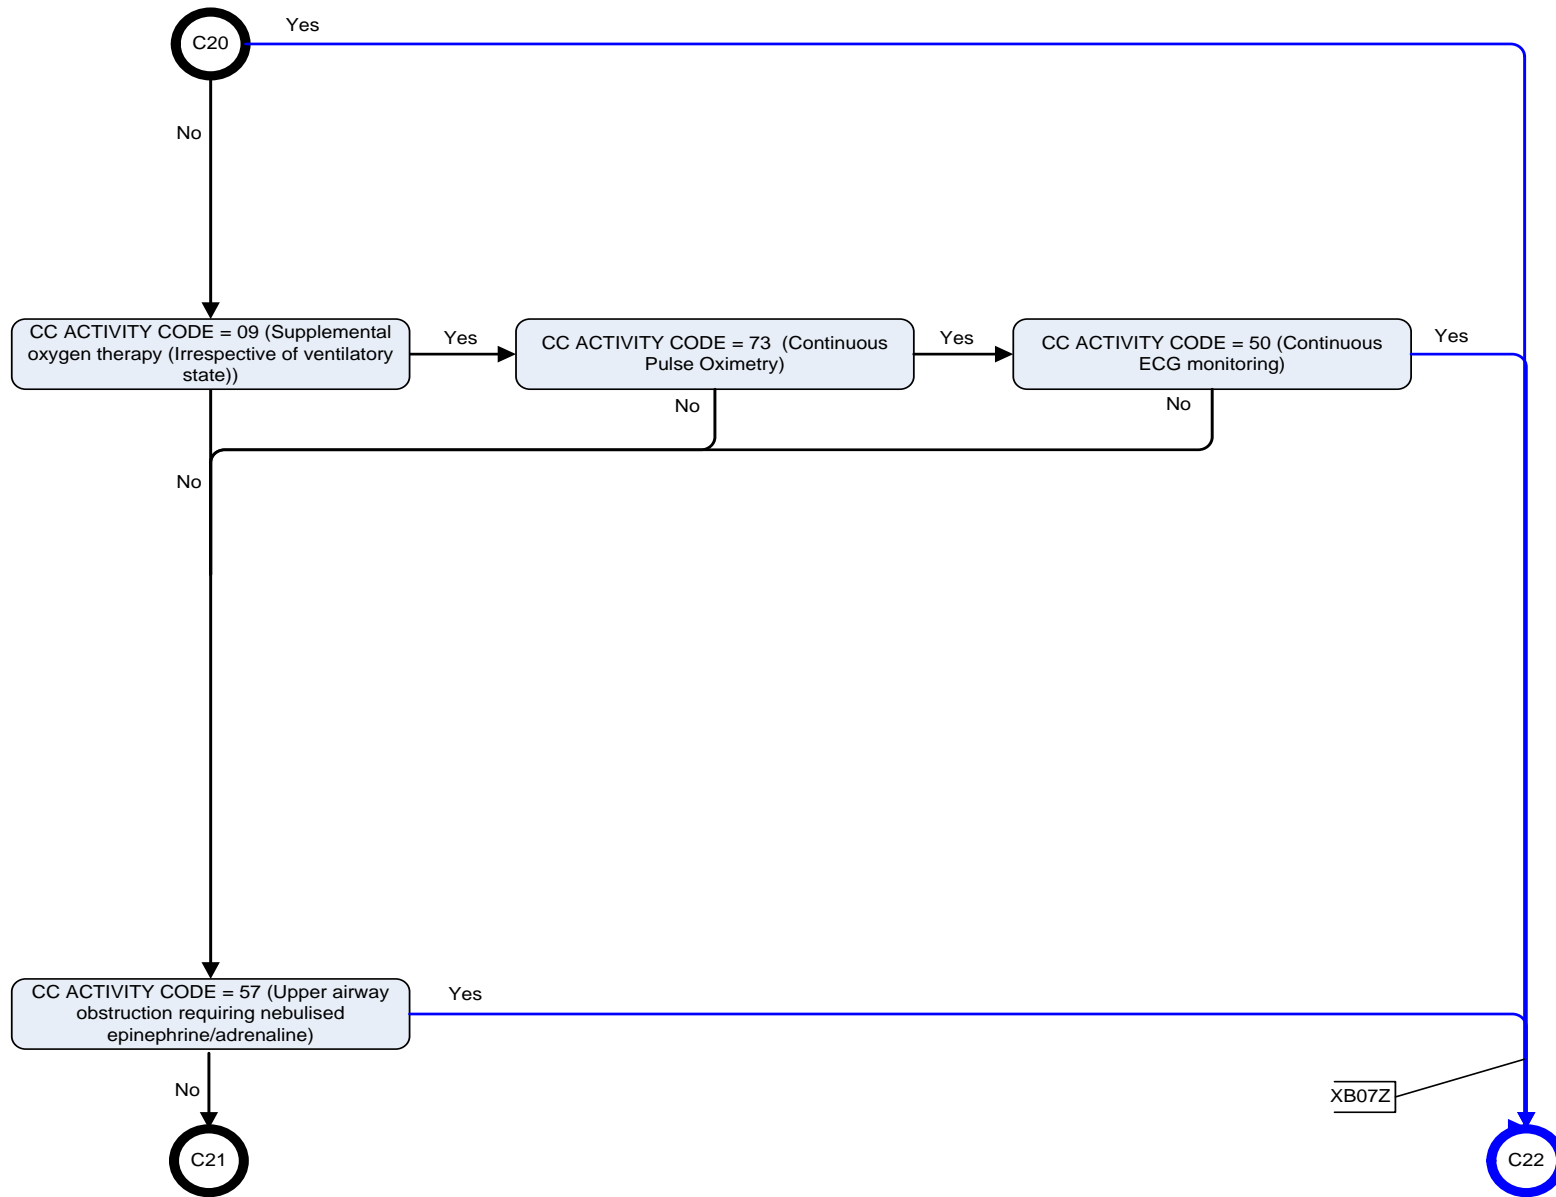 C20
Yes
No
CC ACTIVITY CODE = 09 (Supplemental
oxygen therapy (Irrespective of ventilatory
state))
Yes
CC ACTIVITY CODE = 73  (Continuous
Pulse Oximetry)
Yes
CC ACTIVITY CODE = 50 (Continuous
ECG monitoring)
Yes
No
No
No
CC ACTIVITY CODE = 57 (Upper airway
obstruction requiring nebulised
epinephrine/adrenaline)
Yes
No
XB07Z
C21
C22